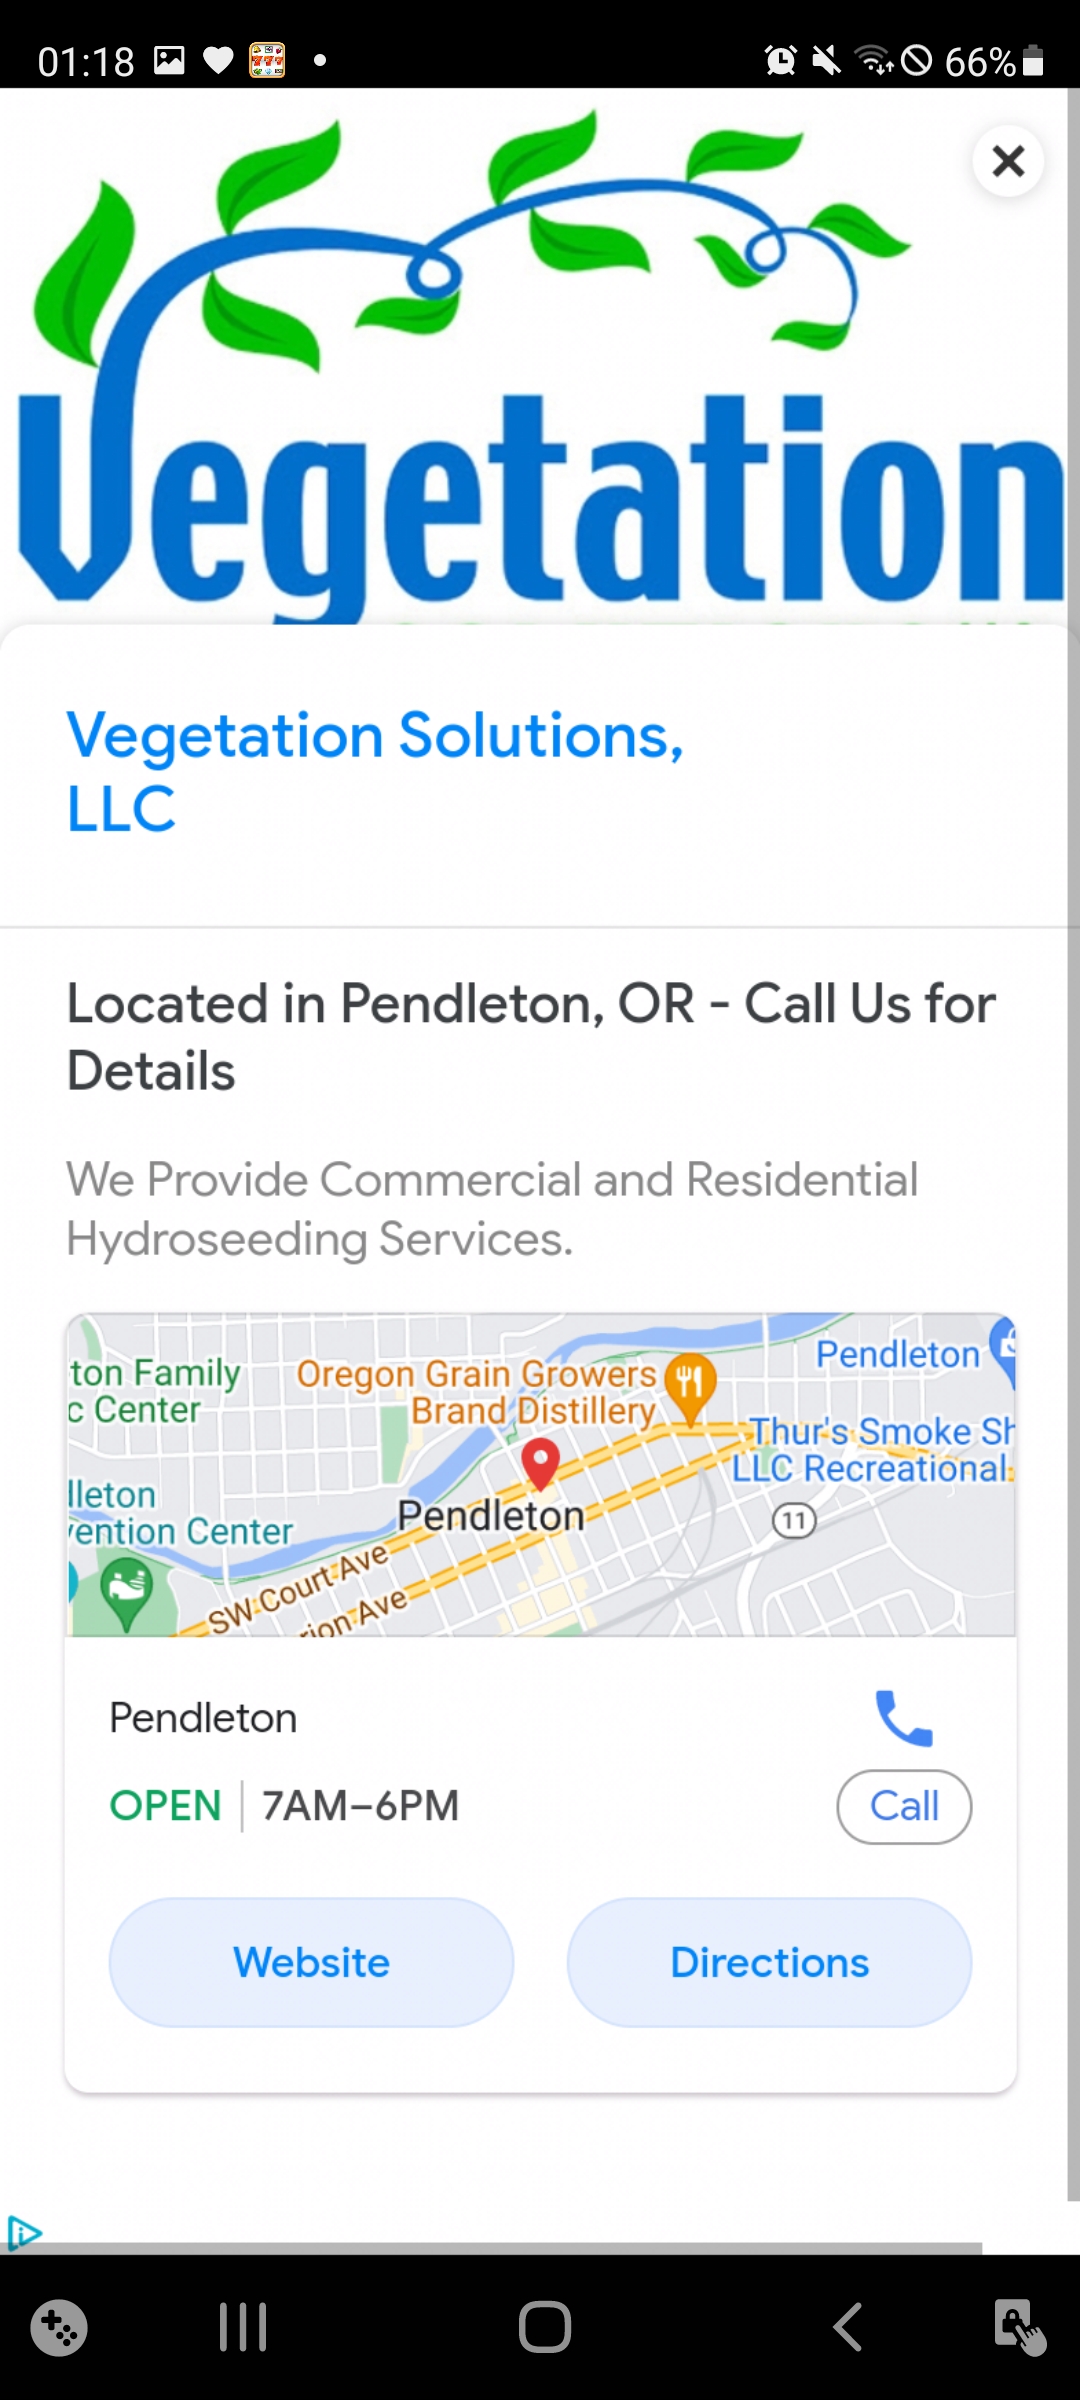 01:18
66%
Vegetation
Vegetation Solutions,
LLC
Located in Pendleton, OR - Call Us for
Details
We Provide Commercial and Residential
Hydroseeding Services.
ton Family
c Center
Oregon Grain Growers
Brand Distillery
Pendleton
Thur's Smoke Sh
LLC Recreational
lleton
vention Center
Pendleton
11
SW Court Ave
rion Ave
Pendleton
OPEN | 7AM–6PM
Call
Website
Directions